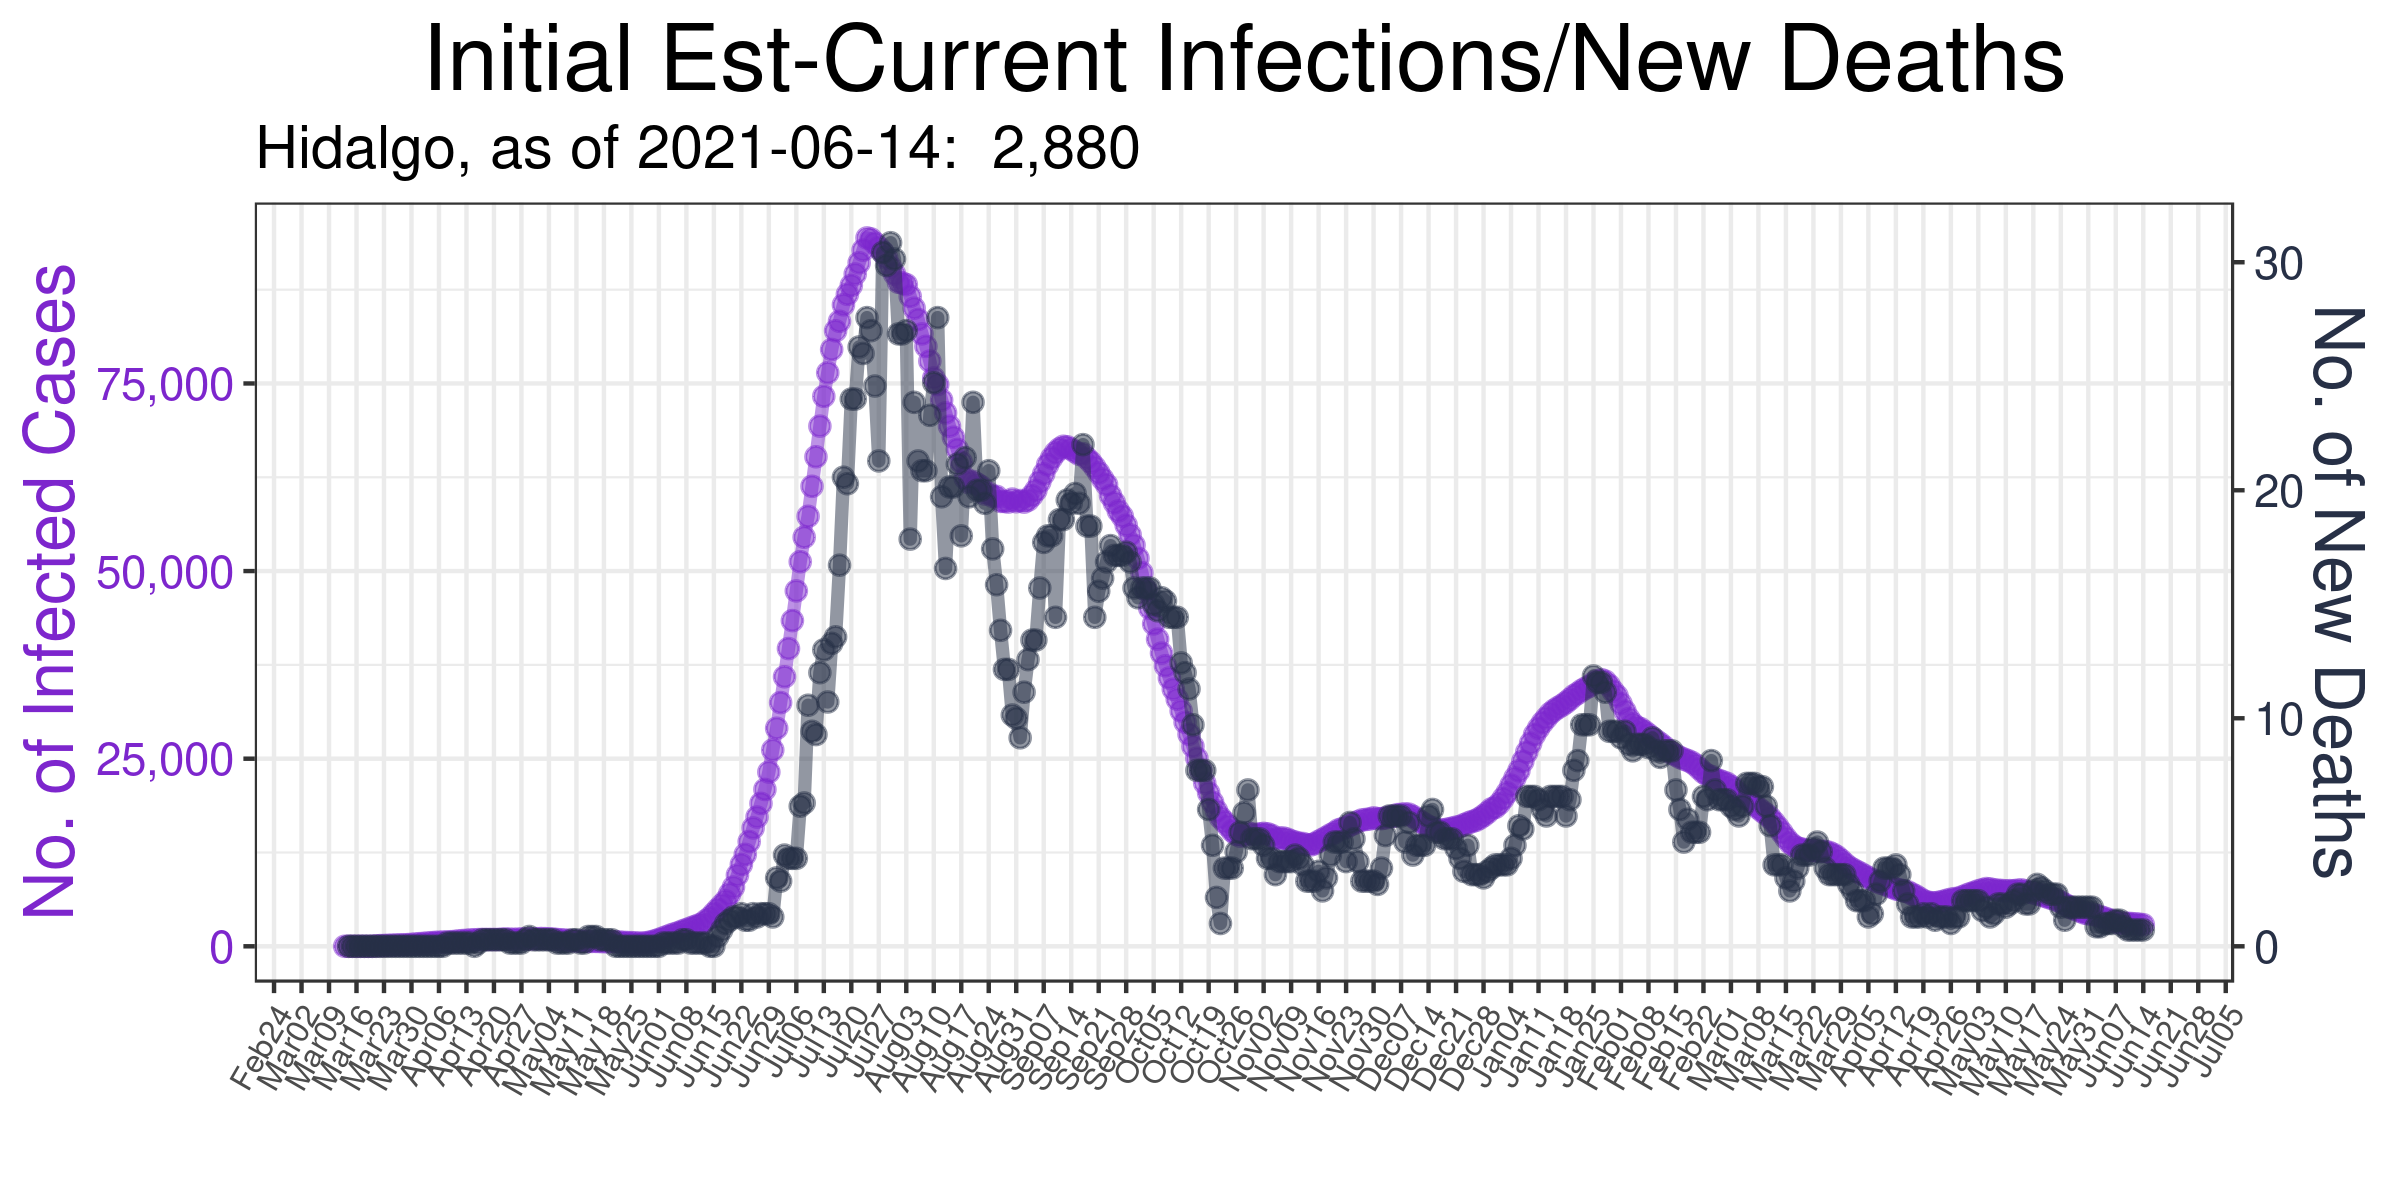 Initial Est-Current Infections/New Deaths
Hidalgo, as of 2021-06-14:  2,880
No. of Infected Cases
75,000
50,000
25,000
0
30
20
10
0
No. of New Deaths
Feb24
Mar02
Mar09
Mar16
Mar23
Mar30
Apr06
Apr13
Apr20
Apr27
May04
May11
May18
May25
Jun01
Jun08
Jun15
Jun22
Jun29
Jul06
Jul13
Jul20
Jul27
Aug03
Aug10
Aug17
Aug24
Aug31
Sep07
Sep14
Sep21
Sep28
Oct05
Oct12
Oct19
Oct26
Nov02
Nov09
Nov16
Nov23
Nov30
Dec07
Dec14
Dec21
Dec28
Jan04
Jan11
Jan18
Jan25
Feb01
Feb08
Feb15
Feb22
Mar01
Mar08
Mar15
Mar22
Mar29
Apr05
Apr12
Apr19
Apr26
May03
May10
May17
May24
May31
Jun07
Jun14
Jun21
Jun28
Jul05